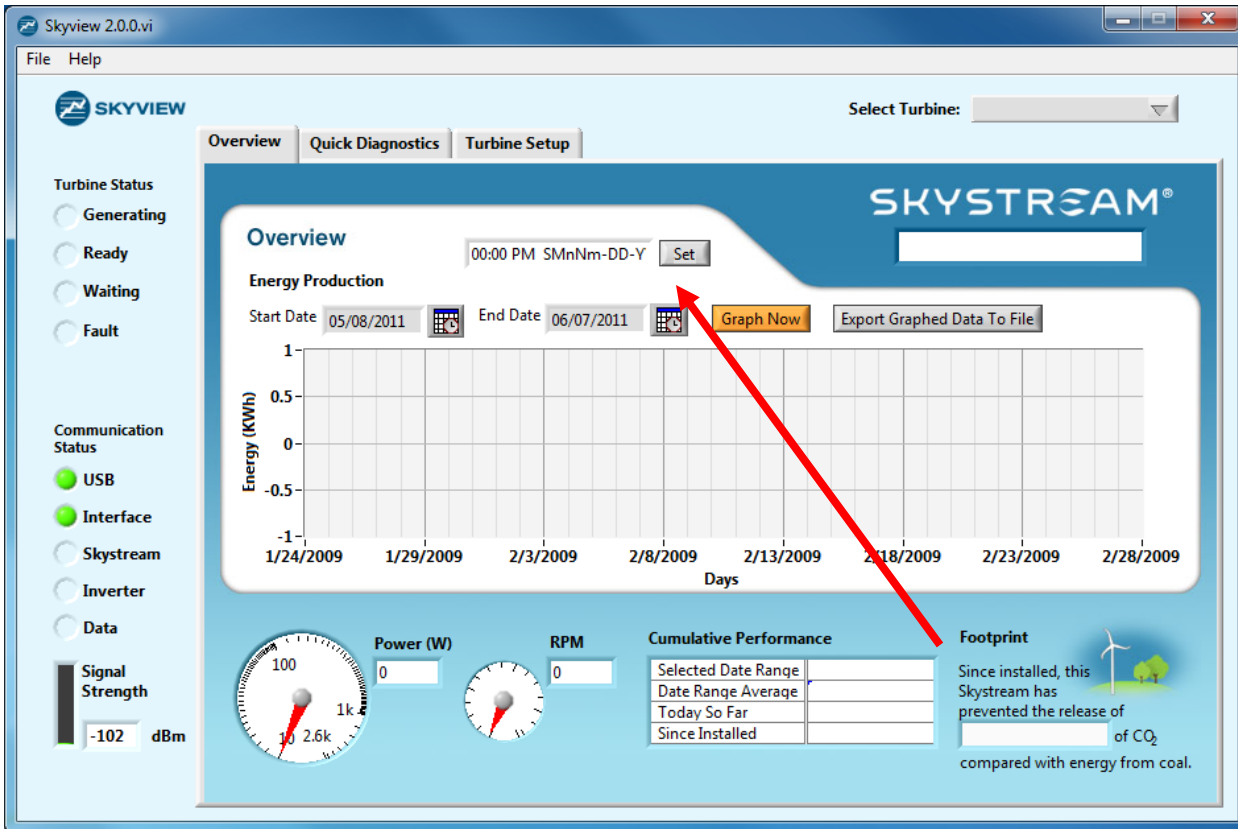 Skyview 2.0.0.vi
File Help
SKYVIEW
Select Turbine:
Overview Quick Diagnostics Turbine Setup
Turbine Status
Generating
Ready
Waiting
Fault
SKYSTREAM®
Overview
00:00 PM SMnNm-DD-Y Set
Energy Production
Start Date 05/08/2011 End Date 06/07/2011 Graph Now Export Graphed Data To File
1
0.5
0
-0.5
-1
Energy (KWh)
1/24/2009 1/29/2009 2/3/2009 2/8/2009 2/13/2009 2/18/2009 2/23/2009 2/28/2009
Days
Communication
Status
USB
Interface
Skystream
Inverter
Data
Signal
Strength
-102 dBm
100
1k
10 2.6k
Power (W)
0
RPM
0
Cumulative Performance
Selected Date Range
Date Range Average
Today So Far
Since Installed
Footprint
Since installed, this
Skystream has
prevented the release of
of CO2
compared with energy from coal.